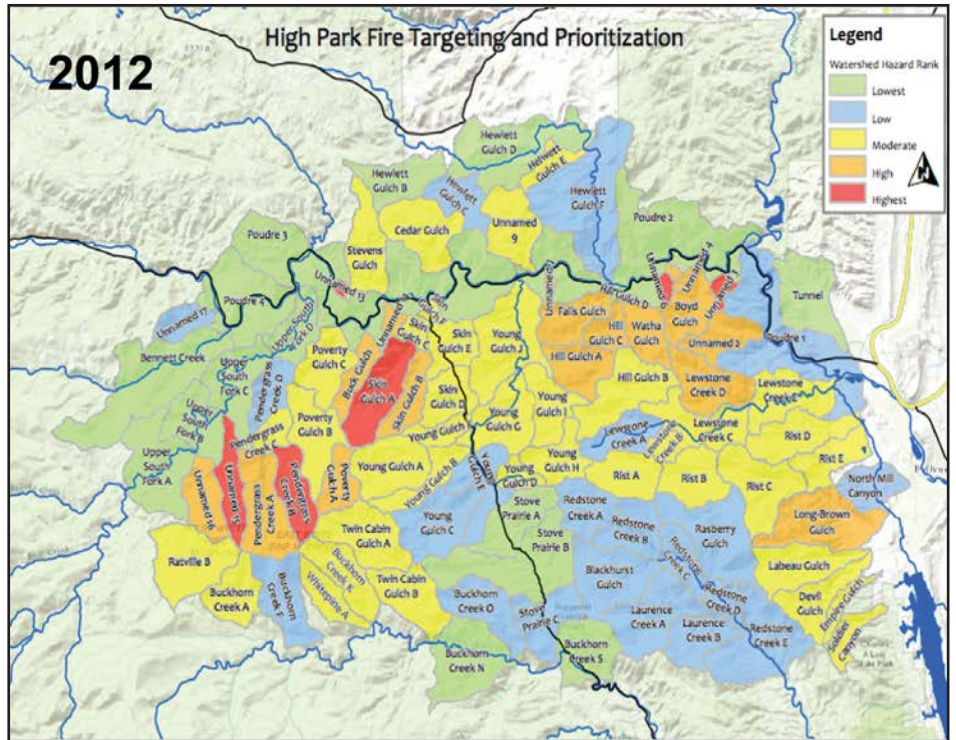 High Park Fire Targeting and Prioritization
2012
Legend
Watershed Hazard Rank
Lowest
Low
Moderate
High
Highest
Hewlett
Gulch D
Hewlett
Gulch E
Hewlett
Gulch B
Hewlett
Gulch C
Hewlett
Gulch F
Unnamed
9
Cedar Gulch
Stevens
Gulch
Poudre 2
Poudre 3
Unnamed 13
Poudre 4
Unnamed 17
Upper South
Fork D
Bennett Creek
Upper
South
Fork C
Pendergrass
Creek D
Upper
South
Fork B
Upper
South
Fork A
Pendergrass
Creek C
Poverty
Gulch C
Poverty
Gulch B
Poverty
Gulch A
Buck Gulch
Skin
Gulch A
Skin Gulch B
Skin
Gulch C
Skin
Gulch E
Skin
Gulch D
Young
Gulch J
Young
Gulch I
Young
Gulch G
Young
Gulch H
Young Gulch
Young Gulch A
Young Gulch B
Young
Gulch C
Young
Gulch D
Young
Gulch E
Falls Gulch
Hill Gulch D
Hill
Gulch C
Hill Gulch A
Hill Gulch B
Watha
Gulch
Boyd
Gulch
Unnamed 6
Unnamed 4
Unnamed 3
Unnamed 2
Tunnel
Poudre 1
Lewstone
Creek D
Lewstone
Creek E
Lewstone
Creek C
Lewstone
Creek A
Lewstone
Creek B
Rist D
Rist E
Rist A
Rist B
Rist C
North Mill
Canyon
Long-Brown
Gulch
Labeau Gulch
Devil
Gulch
Empire Gulch
Soldier
Canyon
Unnamed 16
Unnamed 15
Pendergrass
Creek A
Pendergrass
Creek B
Ratville B
Buckhorn
Creek A
Buckhorn
Creek F
Whitepine A
Buckhorn
Creek K
Twin Cabin
Gulch A
Twin Cabin
Gulch B
Buckhorn
Creek O
Buckhorn
Creek N
Buckhorn
Creek S
Stove
Prairie A
Stove
Prairie B
Stove
Prairie C
Redstone
Creek A
Redstone
Creek B
Redstone
Creek C
Redstone
Creek D
Redstone
Creek E
Rasberry
Gulch
Blackhurst
Gulch
Laurence
Creek A
Laurence
Creek B